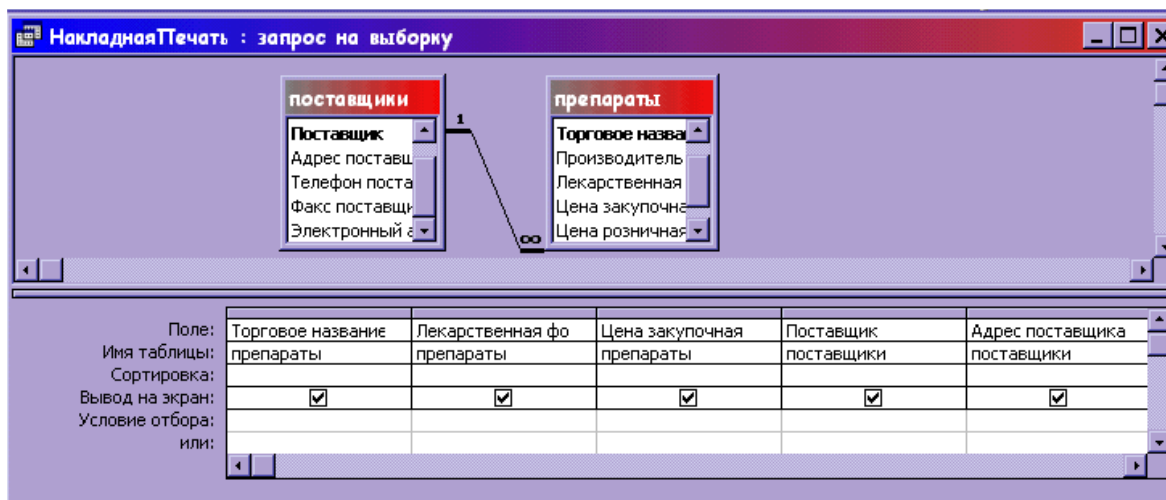 НакладнаяПечать : запрос на выборку
поставщики
Поставщик
Адрес поставщ
Телефон поста
Факс поставщи
Электронный а
1
∞
препараты
Торговое назва
Производитель
Лекарственная
Цена закупочна
Цена розничная
Поле: Торговое название Лекарственная фо Цена закупочная Поставщик Адрес поставщика
Имя таблицы: препараты препараты препараты поставщики поставщики
Сортировка:
Вывод на экран:
Условие отбора:
или: